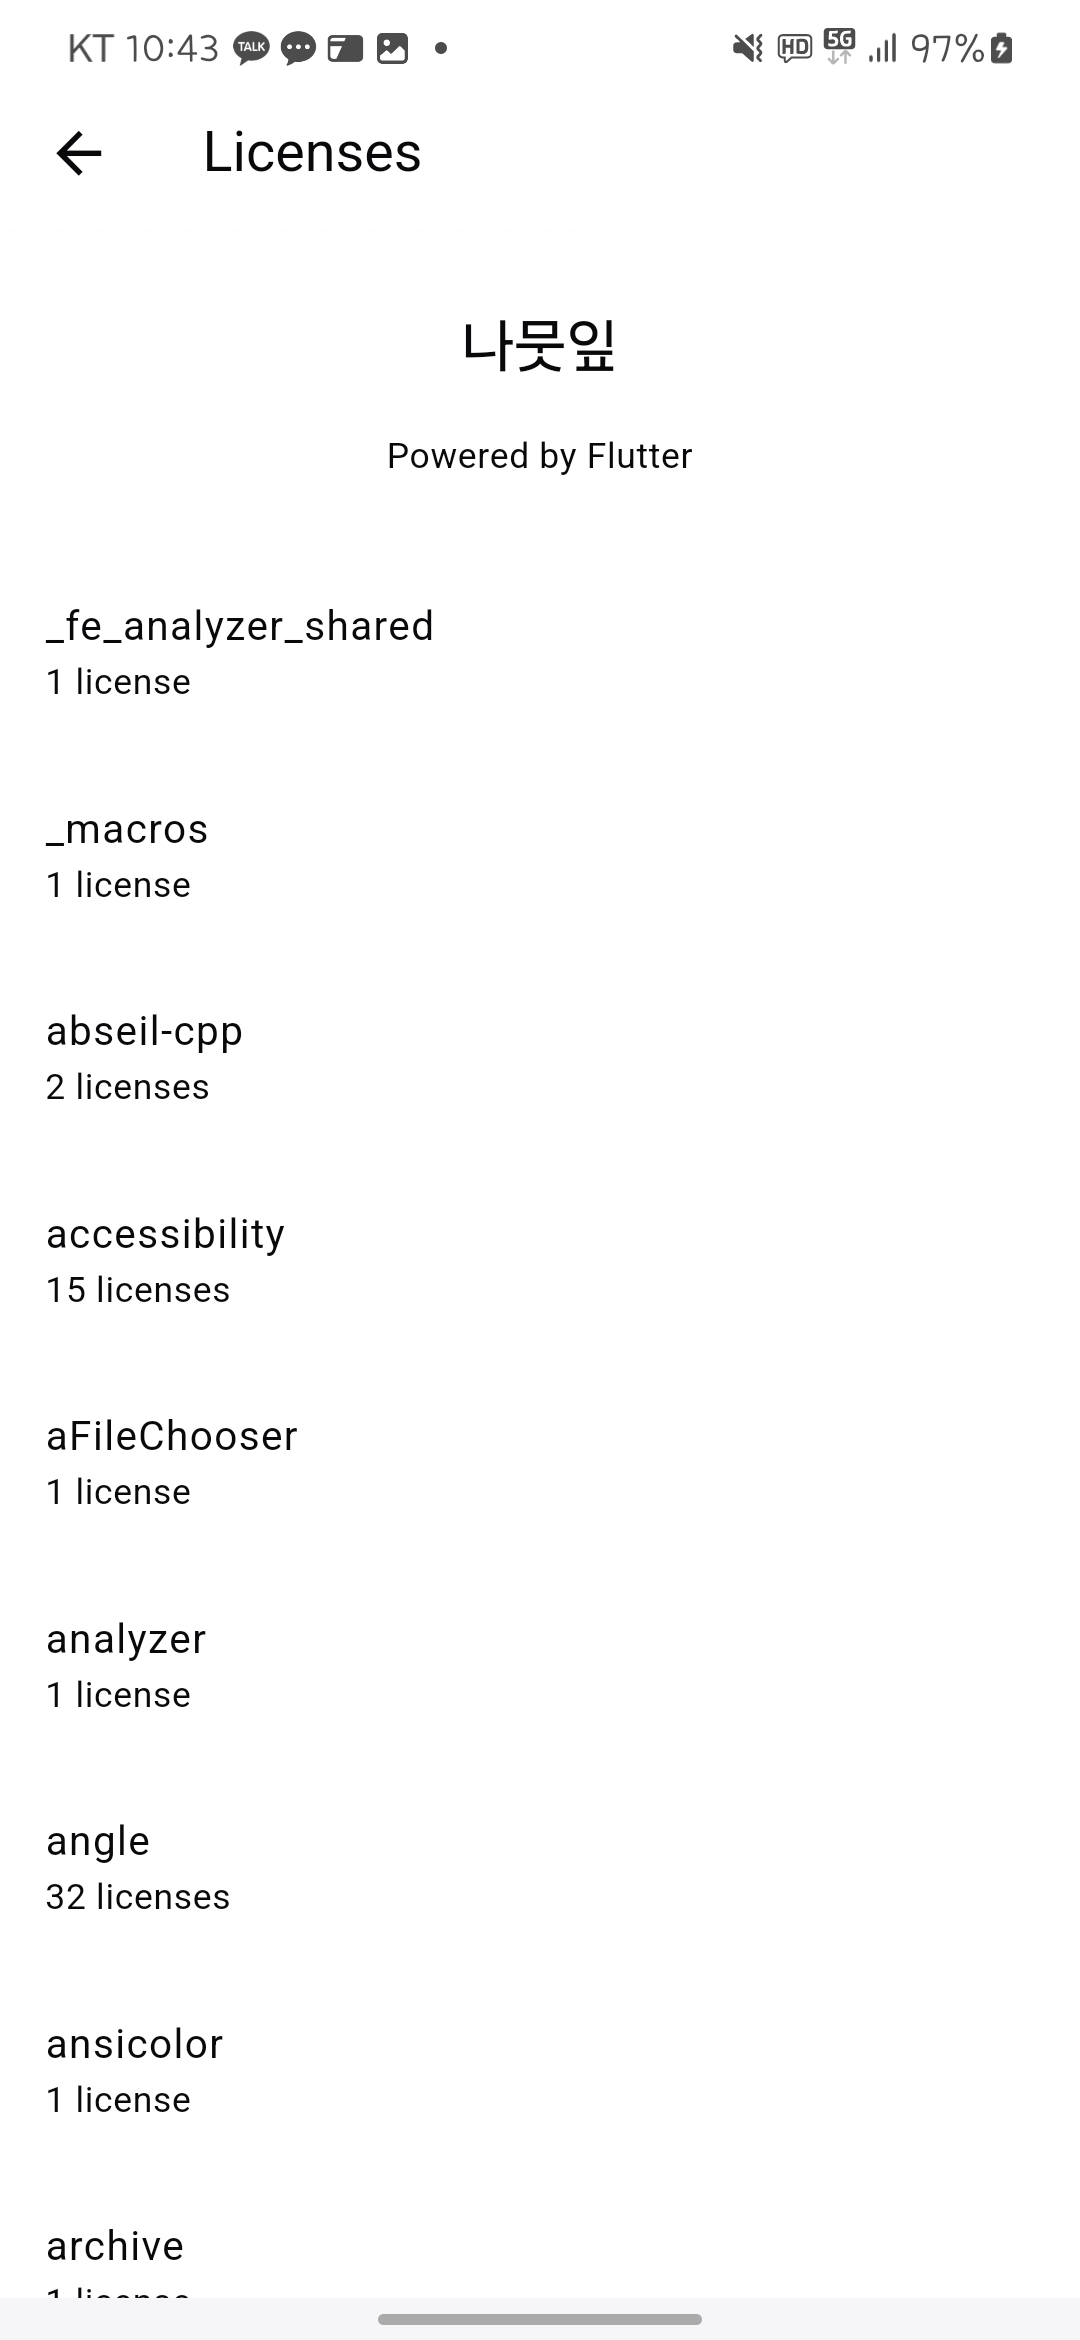 KT 10:43 TALK HD 5G 97%
Licenses
나뭇잎
Powered by Flutter
_fe_analyzer_shared
1 license
_macros
1 license
abseil-cpp
2 licenses
accessibility
15 licenses
aFileChooser
1 license
analyzer
1 license
angle
32 licenses
ansicolor
1 license
archive
1 license